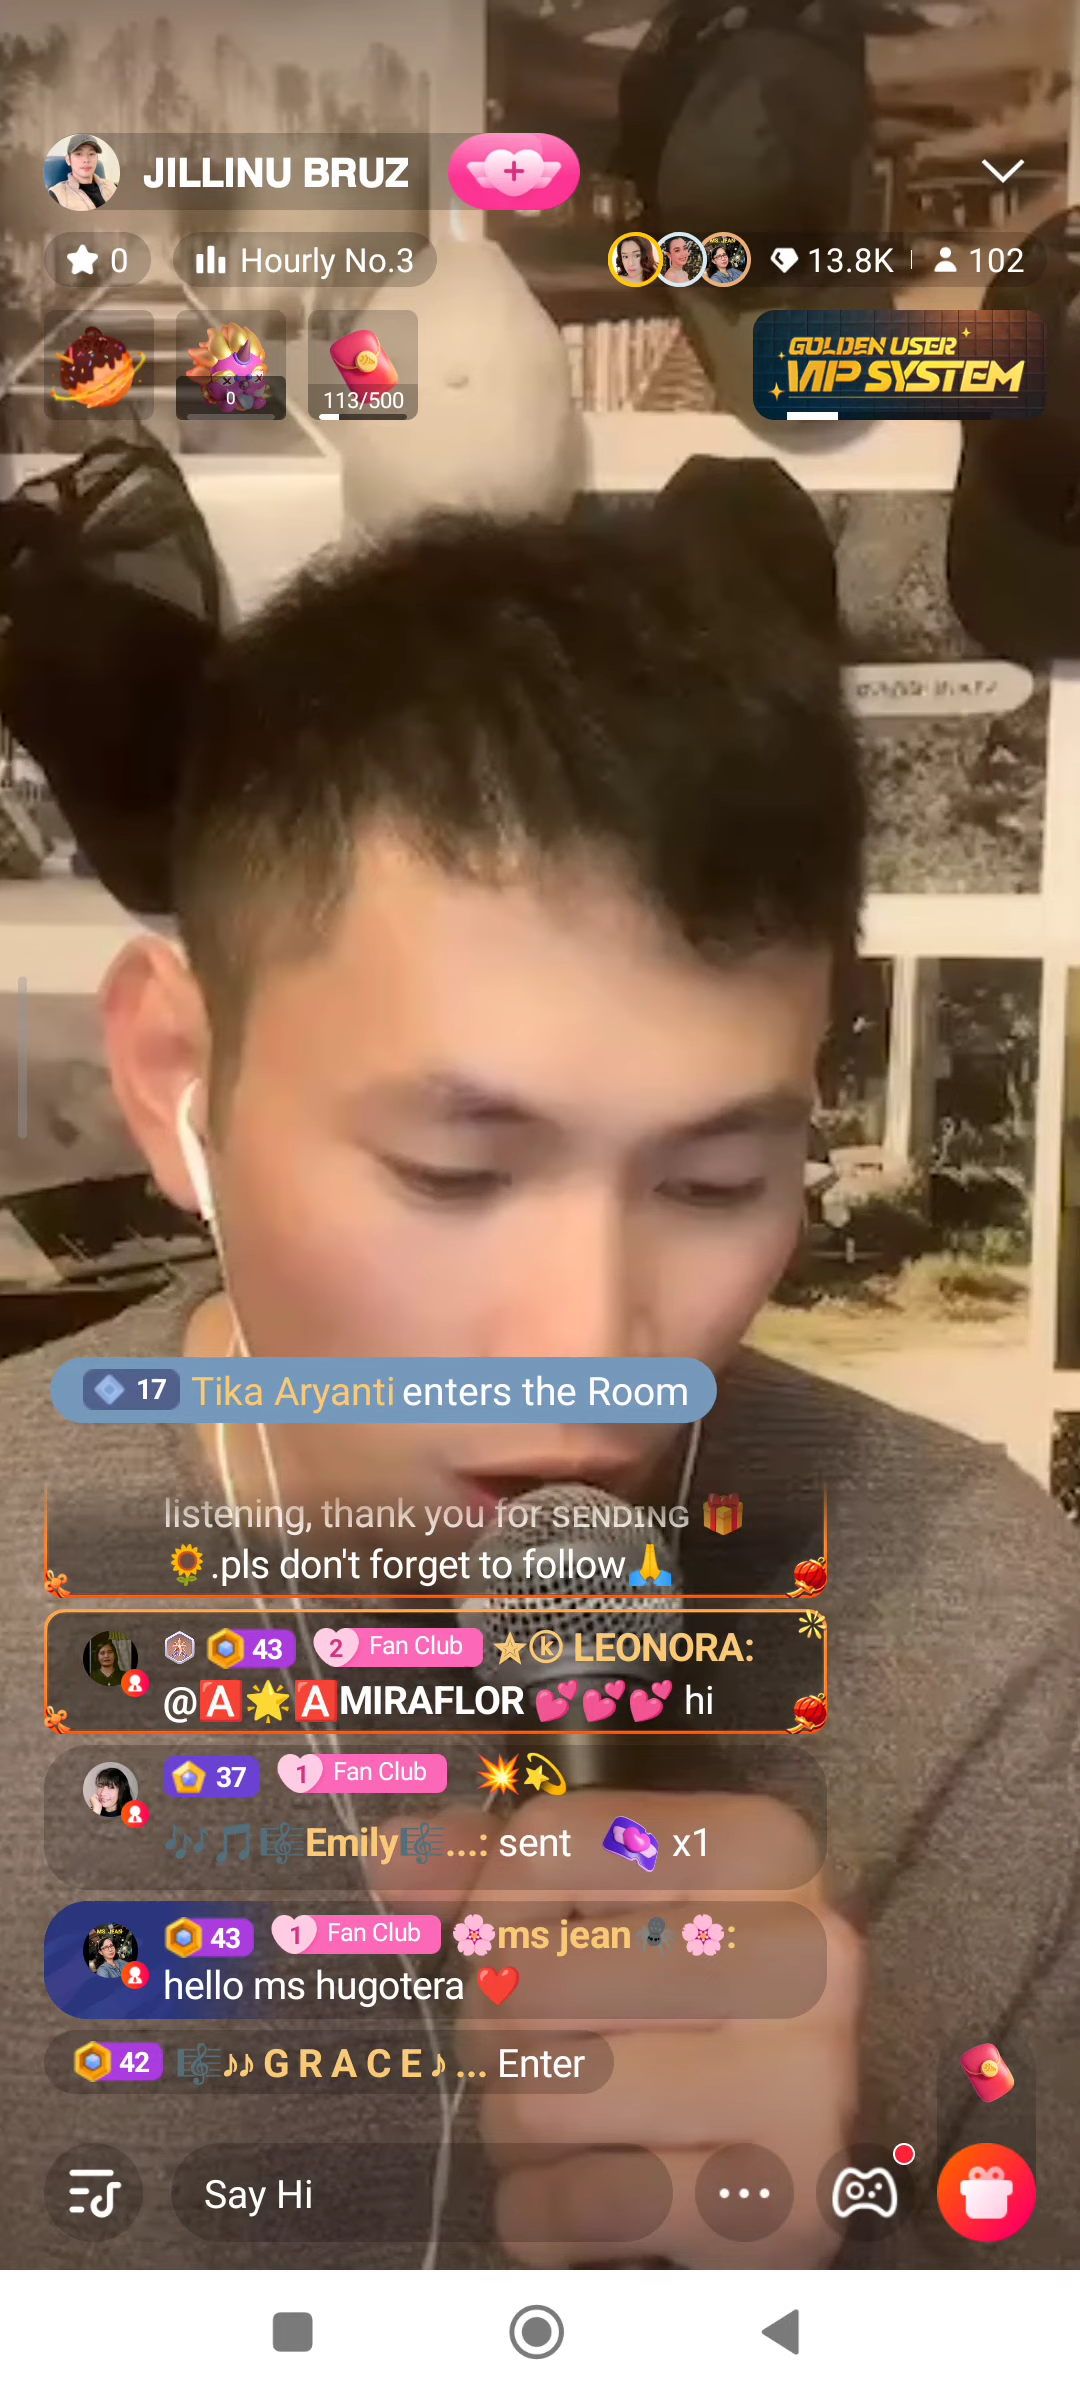 JILLINU BRUZ
0
Hourly No.3
13.8K
102
0
113/500
GOLDEN USER
VIP SYSTEM
17 Tika Aryanti enters the Room
listening, thank you for sᴇɴᴅɪɴɢ 🎁
🌻.pls don't forget to follow🙏
43 2 Fan Club ⭐ⓚ LEONORA:
@🅰🌟🅰MIRAFLOR 💕💕💕 hi
37 1 Fan Club 💥💫
🎶🎵🎼Emily🎼...: sent x1
MS. JEAN
43 1 Fan Club 🌸ms jean🕷🌸:
hello ms hugotera ❤️
42 🎼♪♪ G R A C E ♪ ... Enter
Say Hi